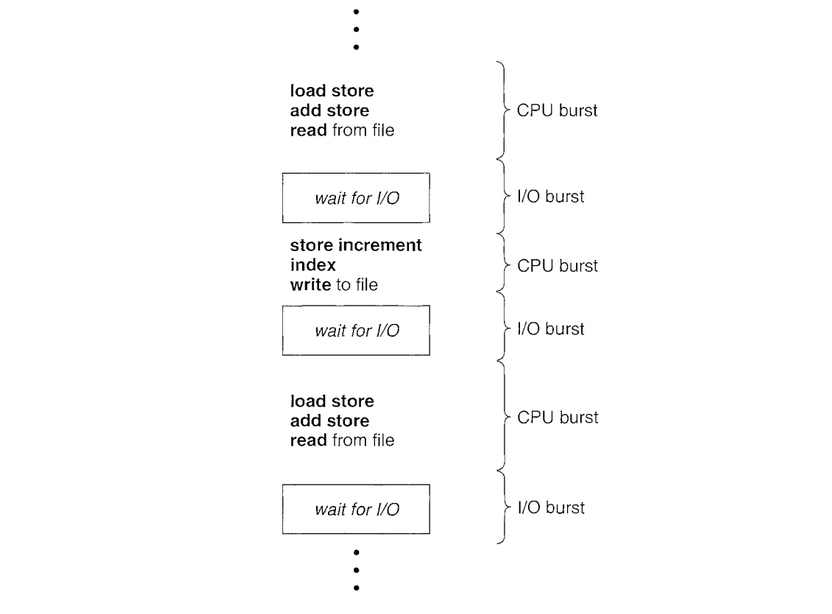 load store
add store
read from file
CPU burst
wait for I/O
I/O burst
store increment
index
write to file
CPU burst
wait for I/O
I/O burst
load store
add store
read from file
CPU burst
wait for I/O
I/O burst